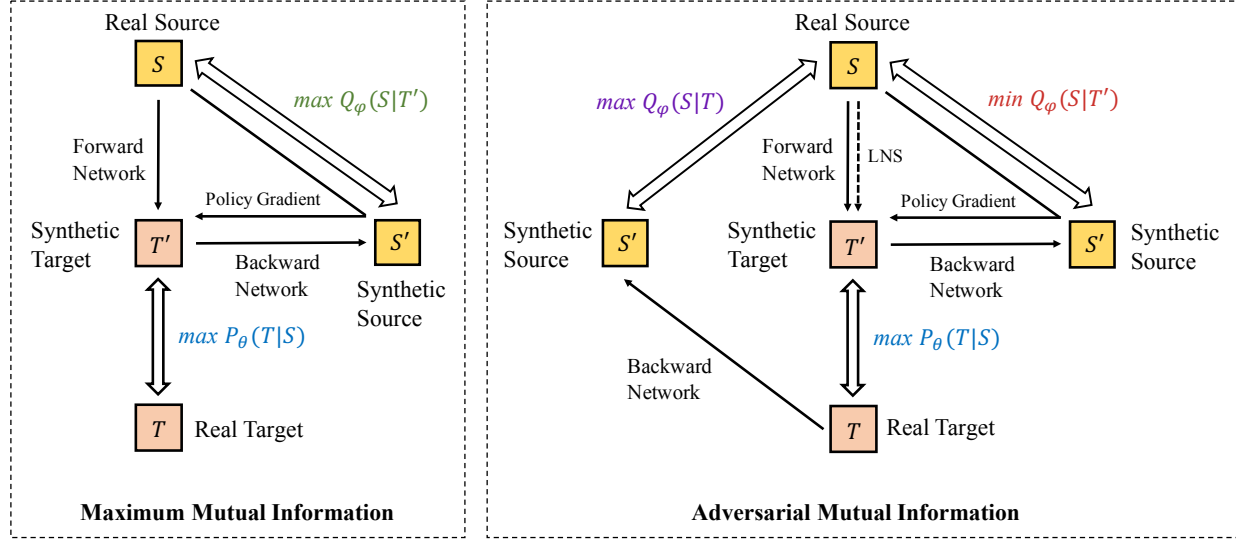 Real Source
S
max Q_φ(S|T′)
Forward
Network
Policy Gradient
Synthetic
Target
T′
S′
Backward
Network
Synthetic
Source
max P_θ(T|S)
T
Real Target
Maximum Mutual Information
Real Source
S
max Q_φ(S|T)
min Q_φ(S|T′)
Forward
Network
LNS
Policy Gradient
Synthetic
Source
S′
Synthetic
Target
T′
S′
Synthetic
Source
Backward
Network
max P_θ(T|S)
Backward
Network
T
Real Target
Adversarial Mutual Information